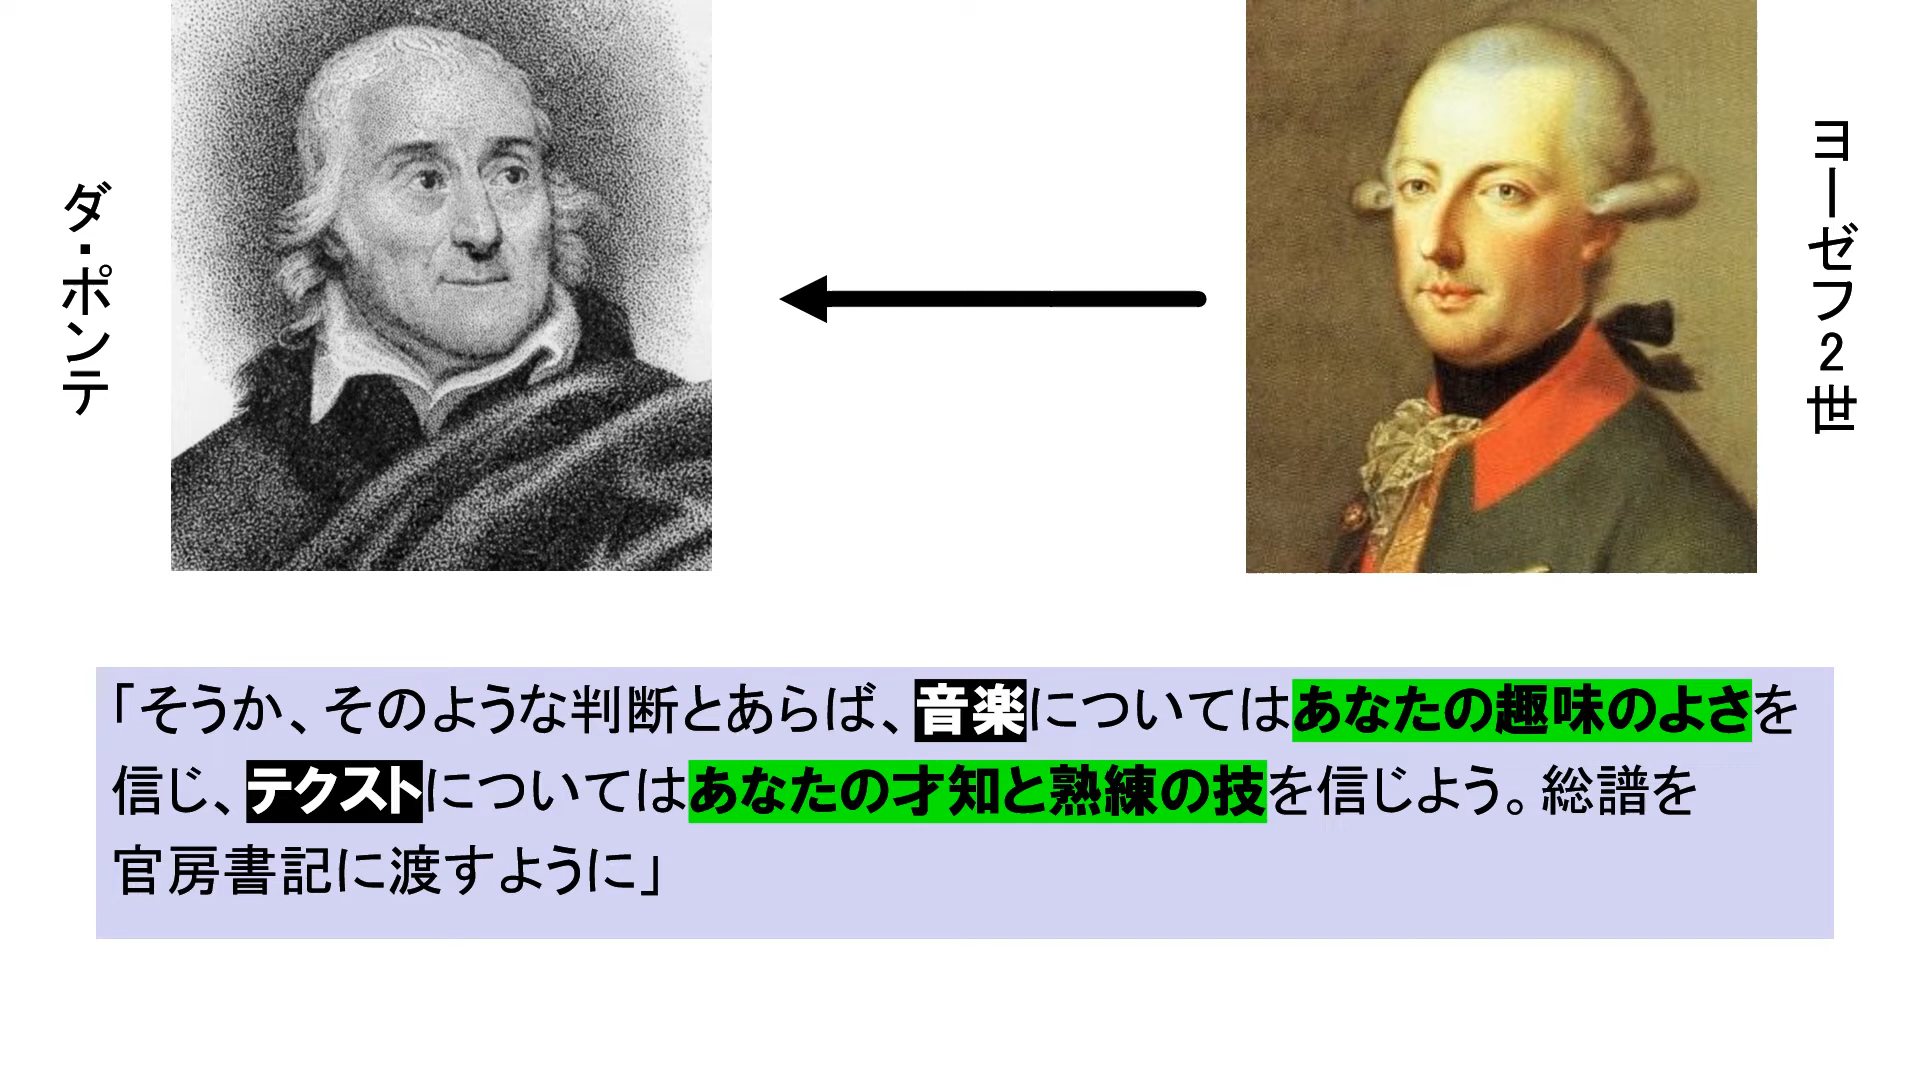 ダ・ポンテ
ヨーゼフ2世
「そうか、そのような判断とあらば、音楽についてはあなたの趣味のよさを
信じ、テクストについてはあなたの才知と熟練の技を信じよう。総譜を
官房書記に渡すように」